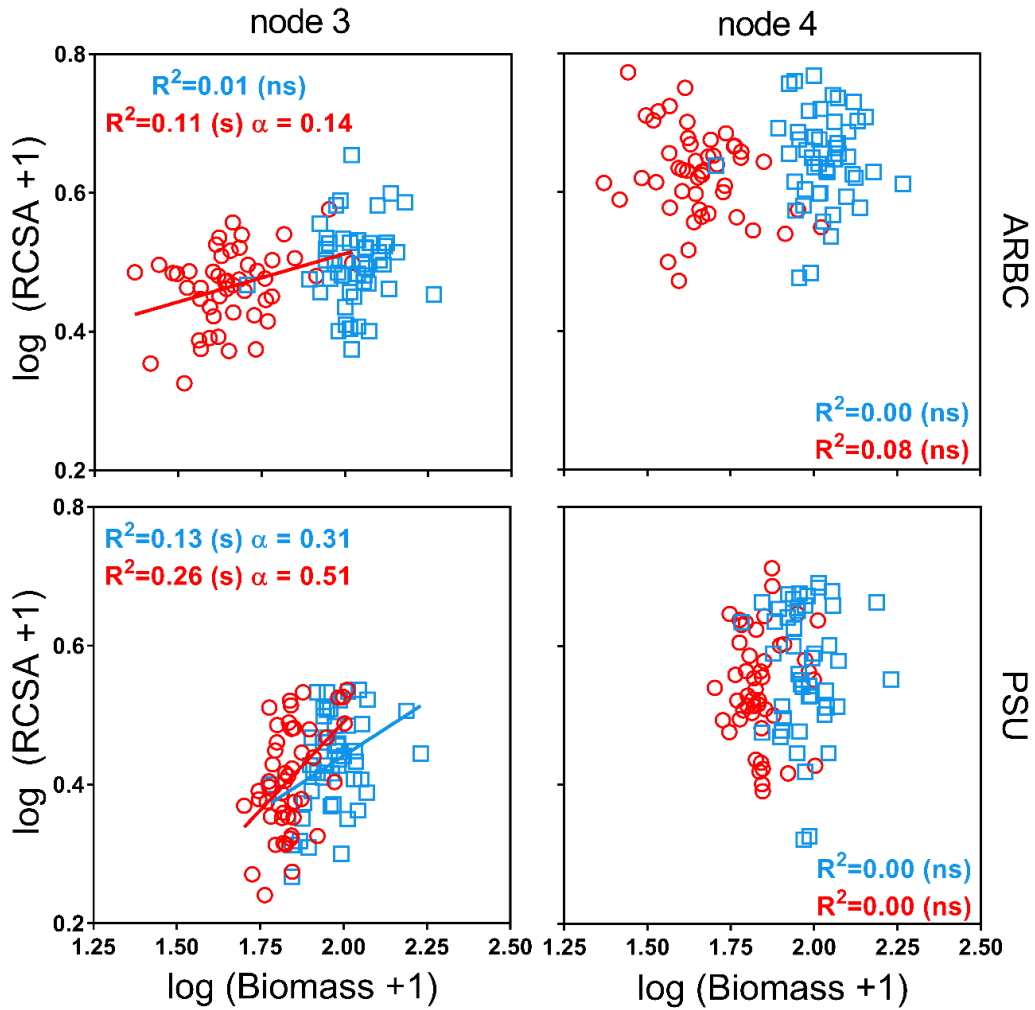 node 3
node 4
0.8
0.6
0.4
0.2
log (RCSA +1)
R²=0.01 (ns)
R²=0.11 (s) α = 0.14
R²=0.00 (ns)
R²=0.08 (ns)
ARBC
0.8
0.6
0.4
0.2
log (RCSA +1)
R²=0.13 (s) α = 0.31
R²=0.26 (s) α = 0.51
R²=0.00 (ns)
R²=0.00 (ns)
PSU
1.25 1.50 1.75 2.00 2.25 2.50
1.25 1.50 1.75 2.00 2.25 2.50
log (Biomass +1)
log (Biomass +1)